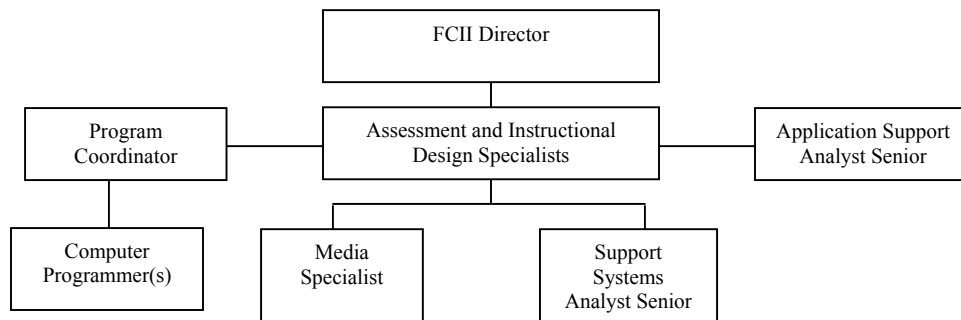 FCII Director
Program
Coordinator
Assessment and Instructional
Design Specialists
Application Support
Analyst Senior
Computer
Programmer(s)
Media
Specialist
Support
Systems
Analyst Senior